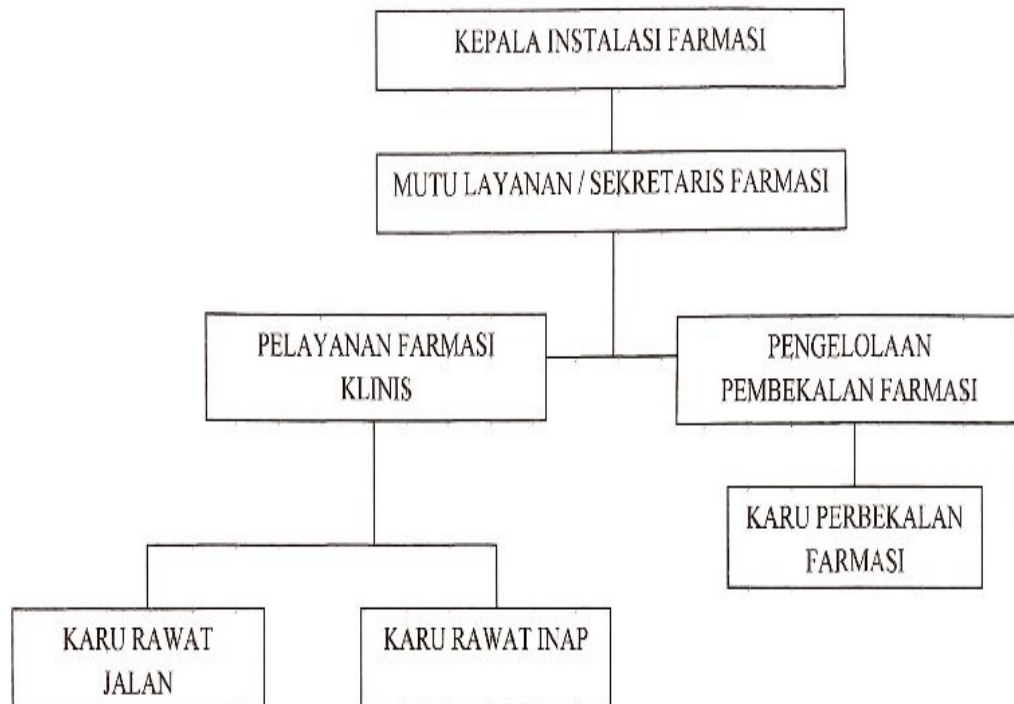 KEPALA INSTALASI FARMASI
MUTU LAYANAN / SEKRETARIS FARMASI
PELAYANAN FARMASI
KLINIS
PENGELOLAAN
PEMBEKALAN FARMASI
KARU PERBEKALAN
FARMASI
KARU RAWAT
JALAN
KARU RAWAT INAP